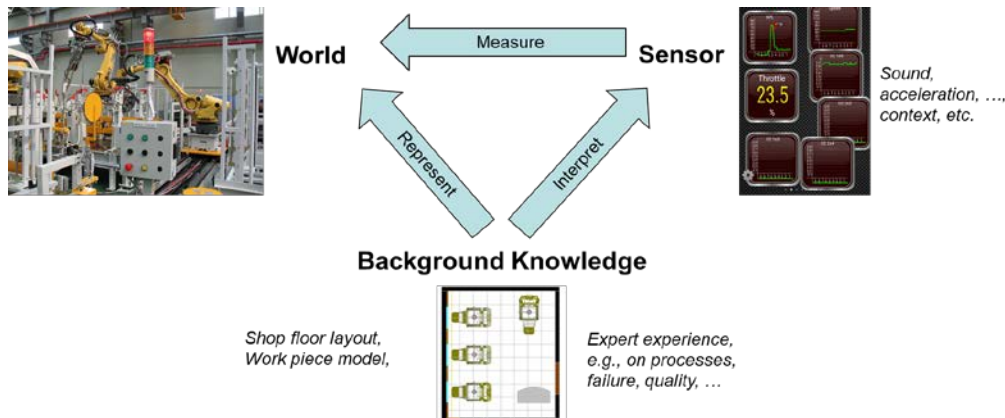 World
Measure
Sensor
Throttle
23.5
%
Sound,
acceleration, …,
context, etc.
Represent
Interpret
Background Knowledge
Shop floor layout,
Work piece model,
Expert experience,
e.g., on processes,
failure, quality, …